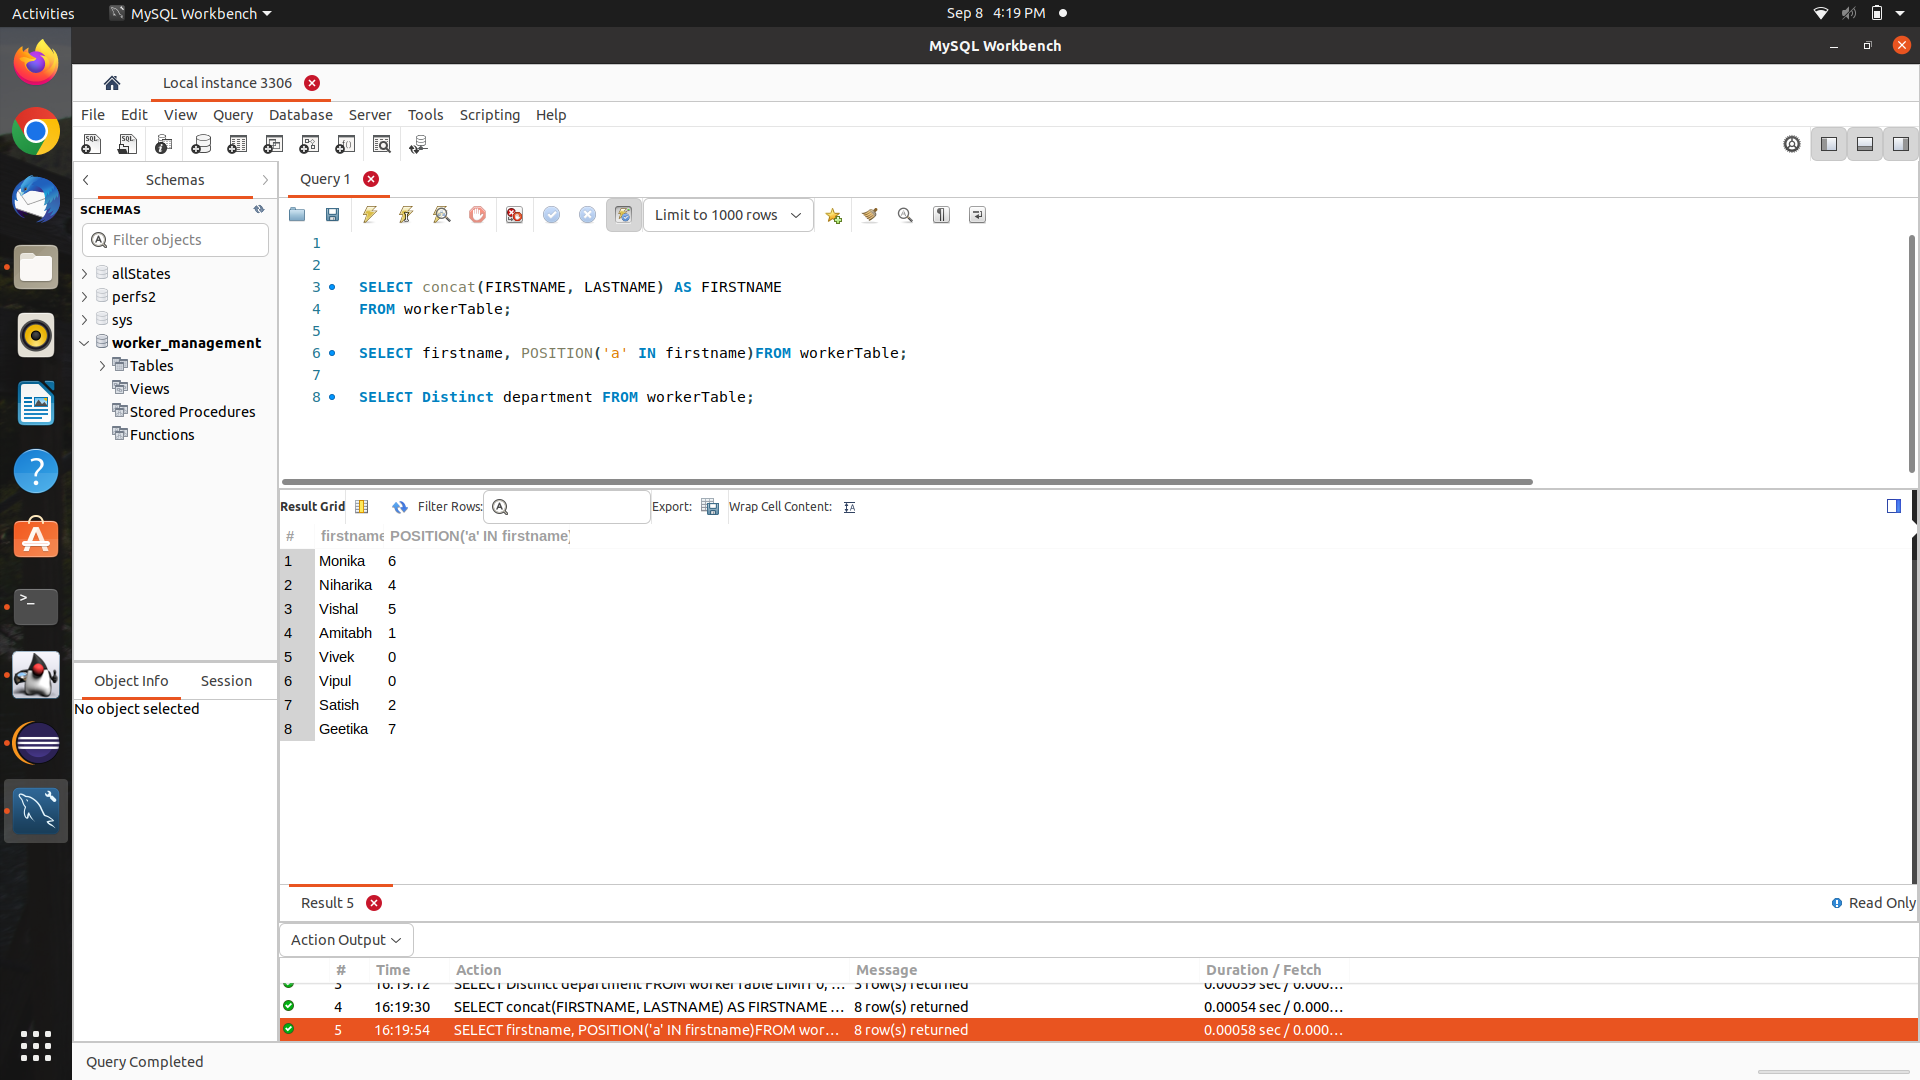 Activities
MySQL Workbench
Sep 8 4:19 PM
MySQL Workbench
Local instance 3306
File Edit View Query Database Server Tools Scripting Help
Schemas
Query 1
SCHEMAS
Limit to 1000 rows
Filter objects
allStates
perfs2
sys
worker_management
Tables
Views
Stored Procedures
Functions
1
2
3 SELECT concat(FIRSTNAME, LASTNAME) AS FIRSTNAME
4 FROM workerTable;
5
6 SELECT firstname, POSITION('a' IN firstname)FROM workerTable;
7
8 SELECT Distinct department FROM workerTable;
Result Grid Filter Rows: Export: Wrap Cell Content:
# firstname POSITION('a' IN firstname)
1 Monika 6
2 Niharika 4
3 Vishal 5
4 Amitabh 1
5 Vivek 0
6 Vipul 0
7 Satish 2
8 Geetika 7
Object Info Session
No object selected
Result 5
Read Only
Action Output
# Time Action Message Duration / Fetch
3 16:19:12 SELECT Distinct department FROM workerTable LIMIT 0, ... 3 row(s) returned 0.00059 sec / 0.000...
4 16:19:30 SELECT concat(FIRSTNAME, LASTNAME) AS FIRSTNAME ... 8 row(s) returned 0.00054 sec / 0.000...
5 16:19:54 SELECT firstname, POSITION('a' IN firstname)FROM wor... 8 row(s) returned 0.00058 sec / 0.000...
Query Completed